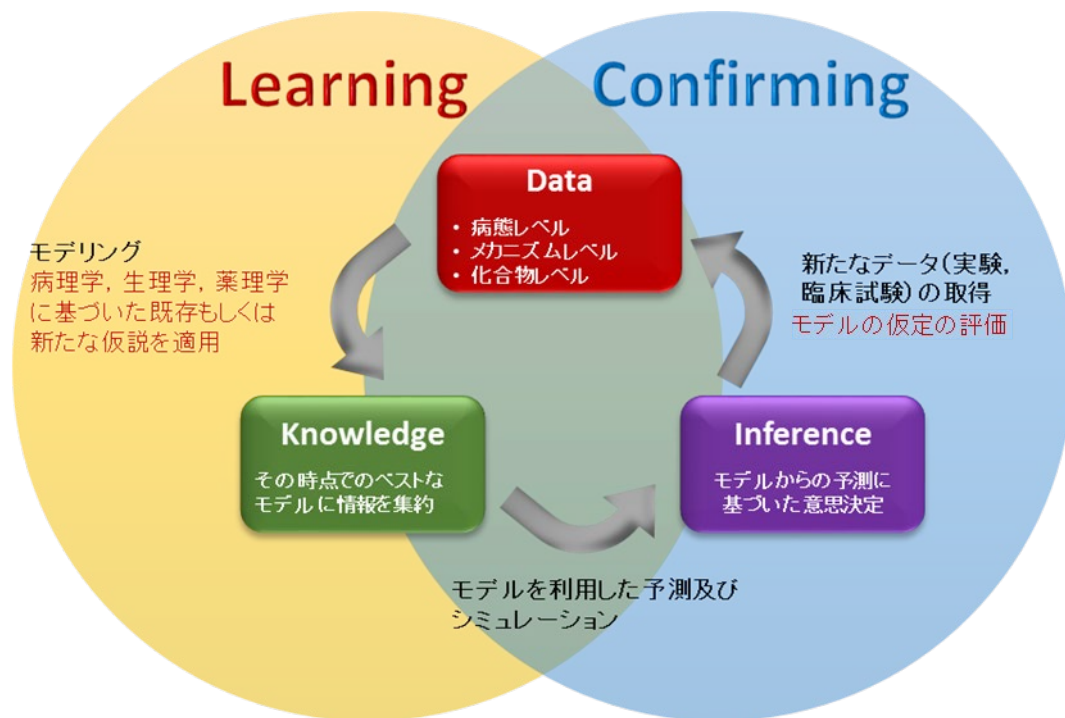 Learning
Confirming
Data
・ 病態レベル
・ メカニズムレベル
・ 化合物レベル
モデリング
病理学, 生理学, 薬理学
に基づいた既存もしくは
新たな仮説を適用
新たなデータ(実験,
臨床試験)の取得
モデルの仮定の評価
Knowledge
その時点でのベストな
モデルに情報を集約
Inference
モデルからの予測に
基づいた意思決定
モデルを利用した予測及び
シミュレーション